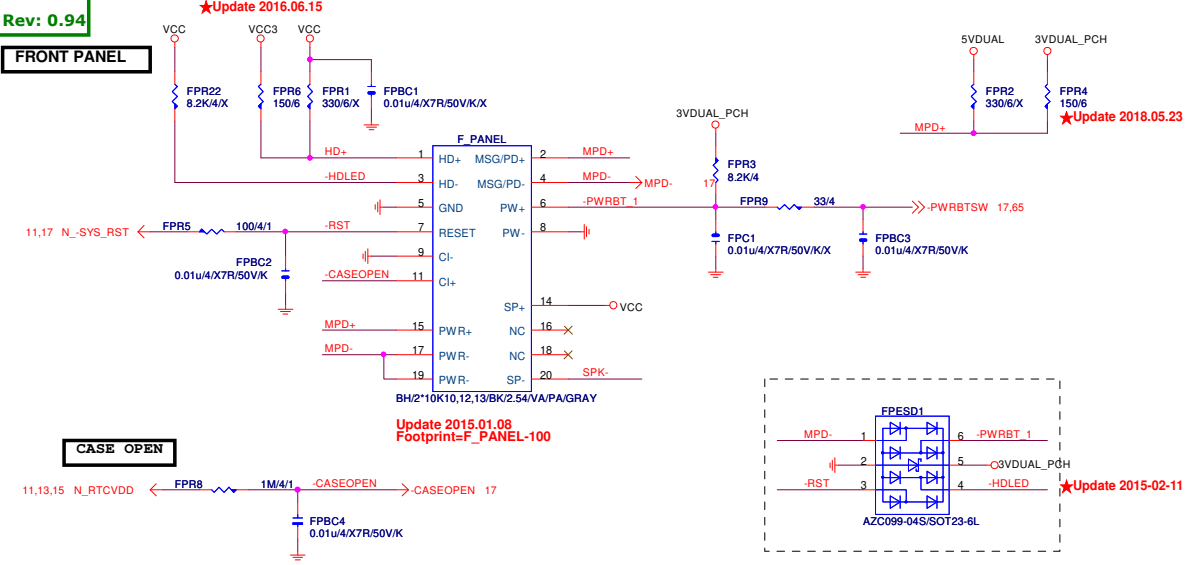 ★Update 2016.06.15
Rev: 0.94
FRONT PANEL
VCC
VCC3
VCC
FPR22
8.2K/4/X
FPR6
150/6
FPR1
330/6/X
FPBC1
0.01u/4/X7R/50V/K/X
5VDUAL
3VDUAL_PCH
FPR2
330/6/X
FPR4
150/6
★Update 2018.05.23
MPD+
3VDUAL_PCH
FPR3
8.2K/4
F_PANEL
HD+
1
HD+
MSG/PD+
2
MPD+
-HDLED
3
HD-
MSG/PD-
4
MPD-
MPD-
17
5
GND
PW+
6
-PWRBT_1
FPR9
33/4
-PWRBTSW 17,65
11,17 N_-SYS_RST
FPR5
100/4/1
-RST
7
RESET
PW-
8
FPC1
0.01u/4/X7R/50V/K/X
FPBC3
0.01u/4/X7R/50V/K
FPBC2
0.01u/4/X7R/50V/K
9
CI-
-CASEOPEN
11
CI+
SP+
14
VCC
MPD+
15
PWR+
NC
16
MPD-
17
PWR-
NC
18
19
PWR-
SP-
20
SPK-
BH/2*10K10,12,13/BK/2.54/VA/PA/GRAY
Update 2015.01.08
Footprint=F_PANEL-100
CASE OPEN
11,13,15 N_RTCVDD
FPR8
1M/4/1
-CASEOPEN
-CASEOPEN 17
FPBC4
0.01u/4/X7R/50V/K
FPESD1
MPD-
1
6
-PWRBT_1
2
5
3VDUAL_PCH
-RST
3
4
-HDLED
★Update 2015-02-11
AZC099-04S/SOT23-6L